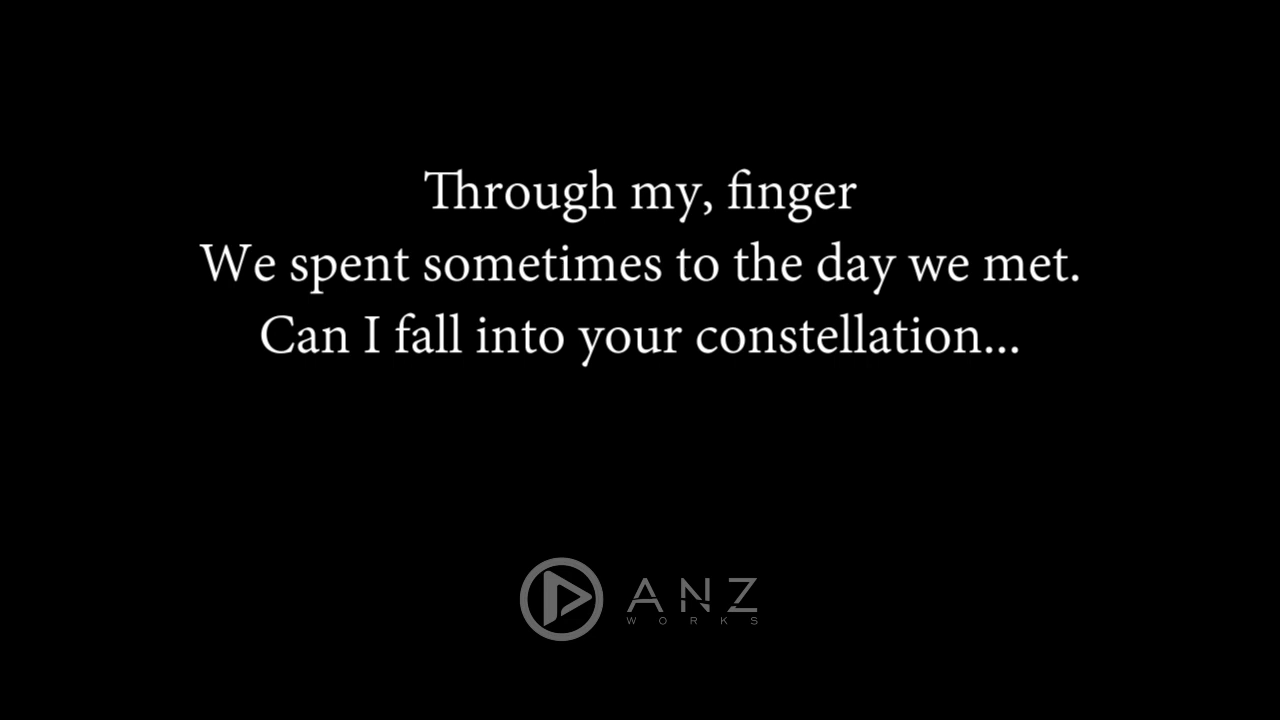 Through my, finger
We spent sometimes to the day we met.
Can I fall into your constellation...
ANZ
WORKS